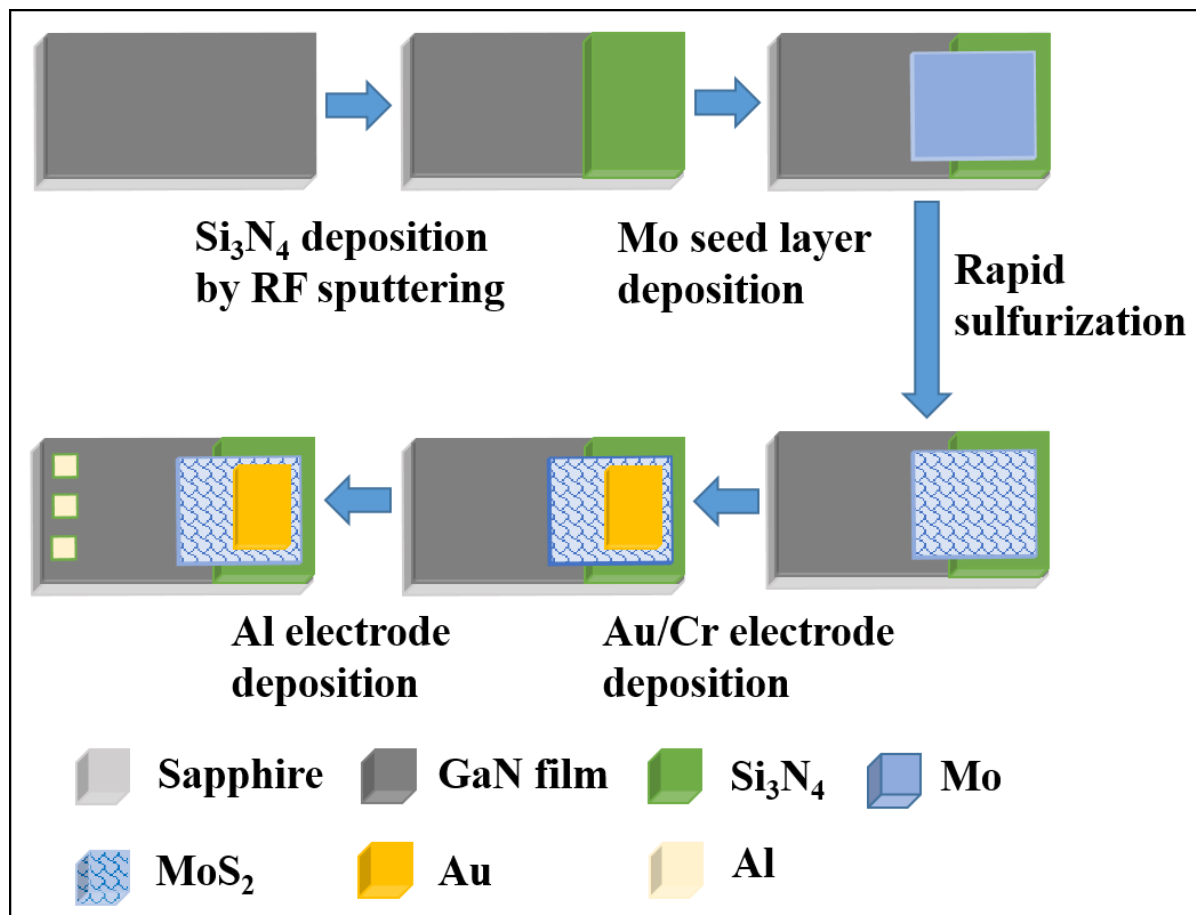 Si₃N₄ deposition
by RF sputtering
Mo seed layer
deposition
Rapid
sulfurization
Al electrode
deposition
Au/Cr electrode
deposition
Sapphire
GaN film
Si₃N₄
Mo
MoS₂
Au
Al